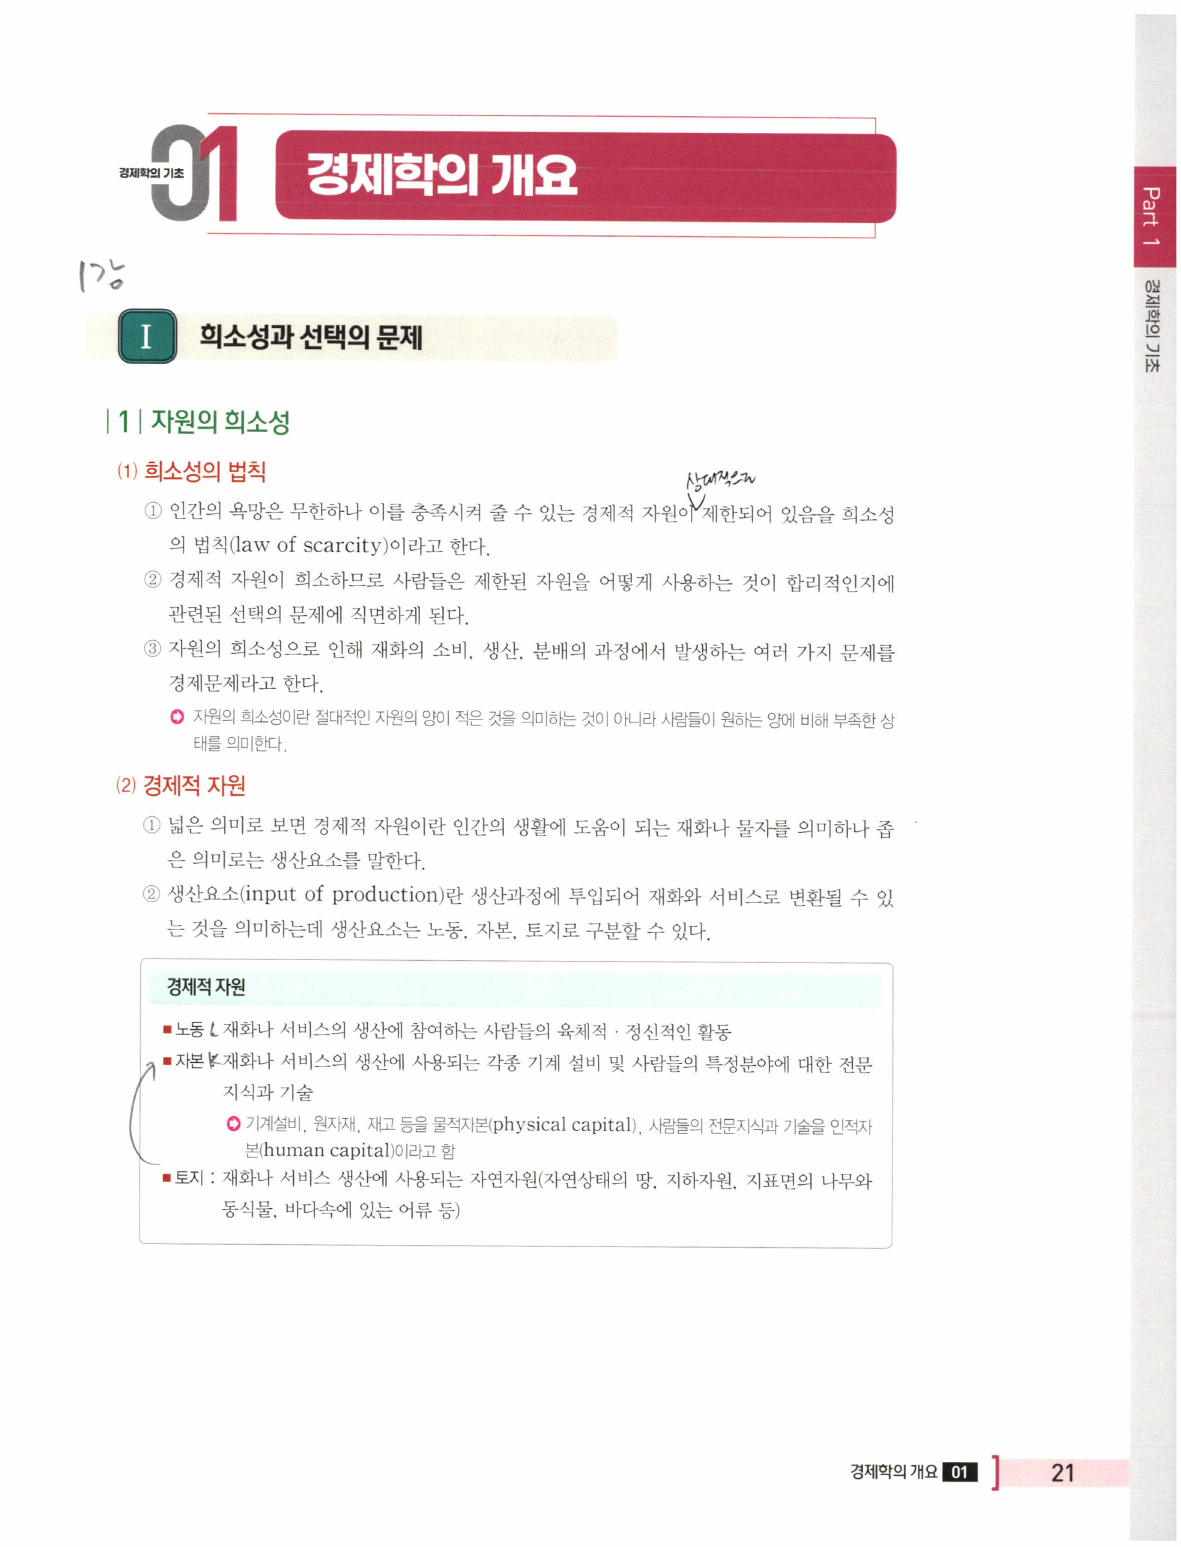 경제학의 기초
01
경제학의 개요
Part 1
경제학의 기초
1강
I 희소성과 선택의 문제
|1| 자원의 희소성
(1) 희소성의 법칙
상대적으로
① 인간의 욕망은 무한하나 이를 충족시켜 줄 수 있는 경제적 자원이 제한되어 있음을 희소성
의 법칙(law of scarcity)이라고 한다.
② 경제적 자원이 희소하므로 사람들은 제한된 자원을 어떻게 사용하는 것이 합리적인지에
관련된 선택의 문제에 직면하게 된다.
③ 자원의 희소성으로 인해 재화의 소비, 생산, 분배의 과정에서 발생하는 여러 가지 문제를
경제문제라고 한다.
자원의 희소성이란 절대적인 자원의 양이 적은 것을 의미하는 것이 아니라 사람들이 원하는 양에 비해 부족한 상
태를 의미한다.
(2) 경제적 자원
① 넓은 의미로 보면 경제적 자원이란 인간의 생활에 도움이 되는 재화나 물자를 의미하나 좁
은 의미로는 생산요소를 말한다.
② 생산요소(input of production)란 생산과정에 투입되어 재화와 서비스로 변환될 수 있
는 것을 의미하는데 생산요소는 노동, 자본, 토지로 구분할 수 있다.
경제적 자원
■ 노동 L 재화나 서비스의 생산에 참여하는 사람들의 육체적 · 정신적인 활동
■ 자본 K 재화나 서비스의 생산에 사용되는 각종 기계 설비 및 사람들의 특정분야에 대한 전문
지식과 기술
기계설비, 원자재, 재고 등을 물적자본(physical capital), 사람들의 전문지식과 기술을 인적자
본(human capital)이라고 함
■ 토지 : 재화나 서비스 생산에 사용되는 자연자원(자연상태의 땅, 지하자원, 지표면의 나무와
동식물, 바다속에 있는 어류 등)
경제학의 개요 01 21